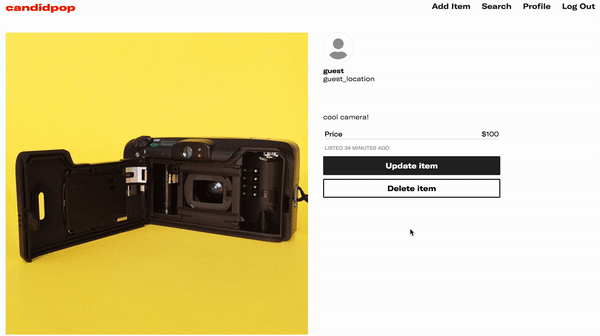 candidpop
Add Item Search Profile Log Out
guest
guest_location
cool camera!
Price $100
LISTED 34 MINUTES AGO
Update item
Delete item